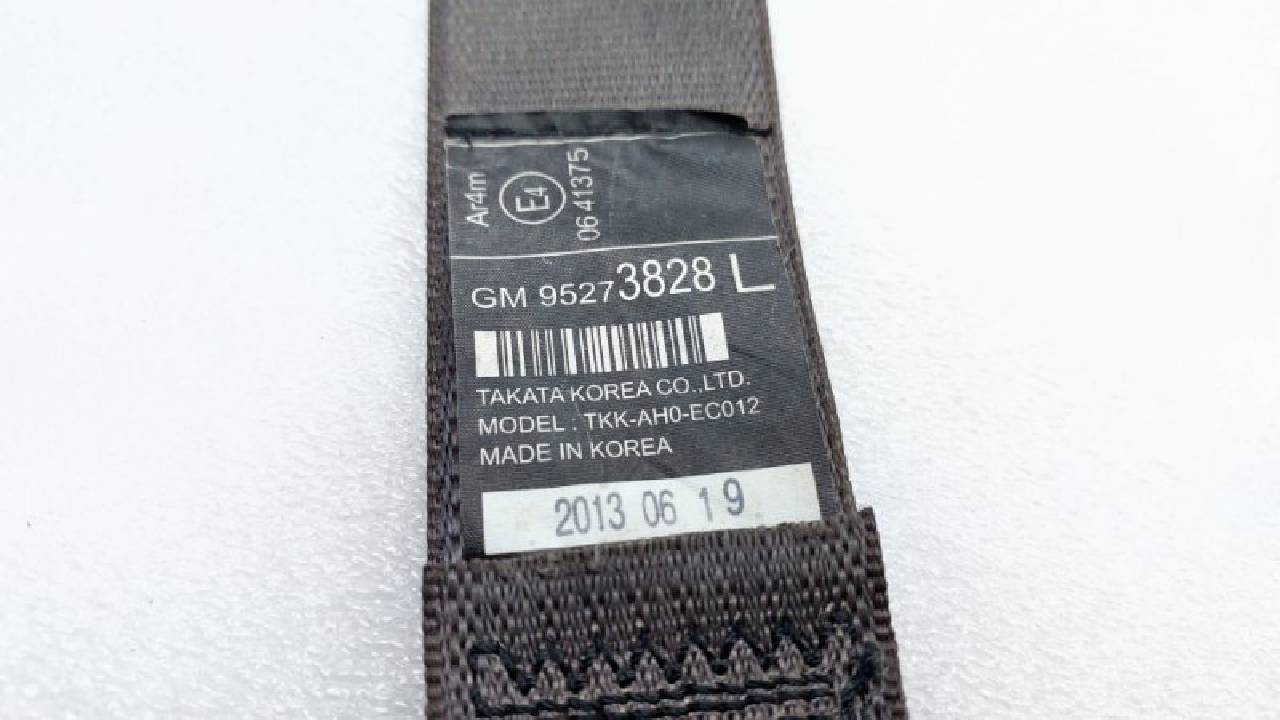 Ar4m
E4
06 41375
GM 95273828 L
TAKATA KOREA CO.,LTD.
MODEL : TKK-AH0-EC012
MADE IN KOREA
2013 06 19